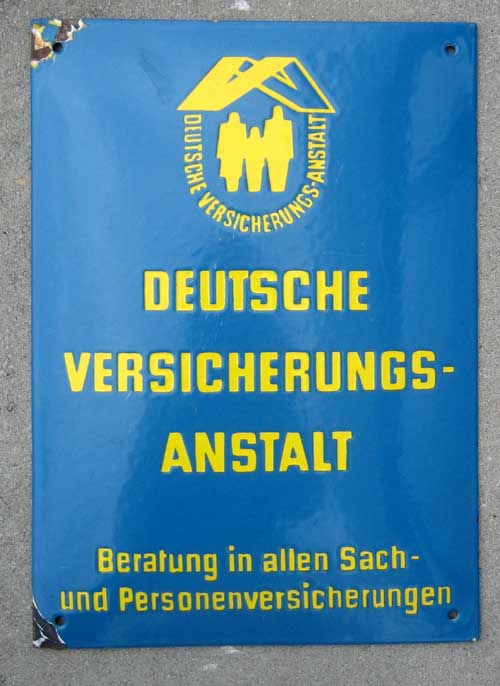 DEUTSCHE VERSICHERUNGS-ANSTALT
DEUTSCHE
VERSICHERUNGS-
ANSTALT
Beratung in allen Sach-
und Personenversicherungen